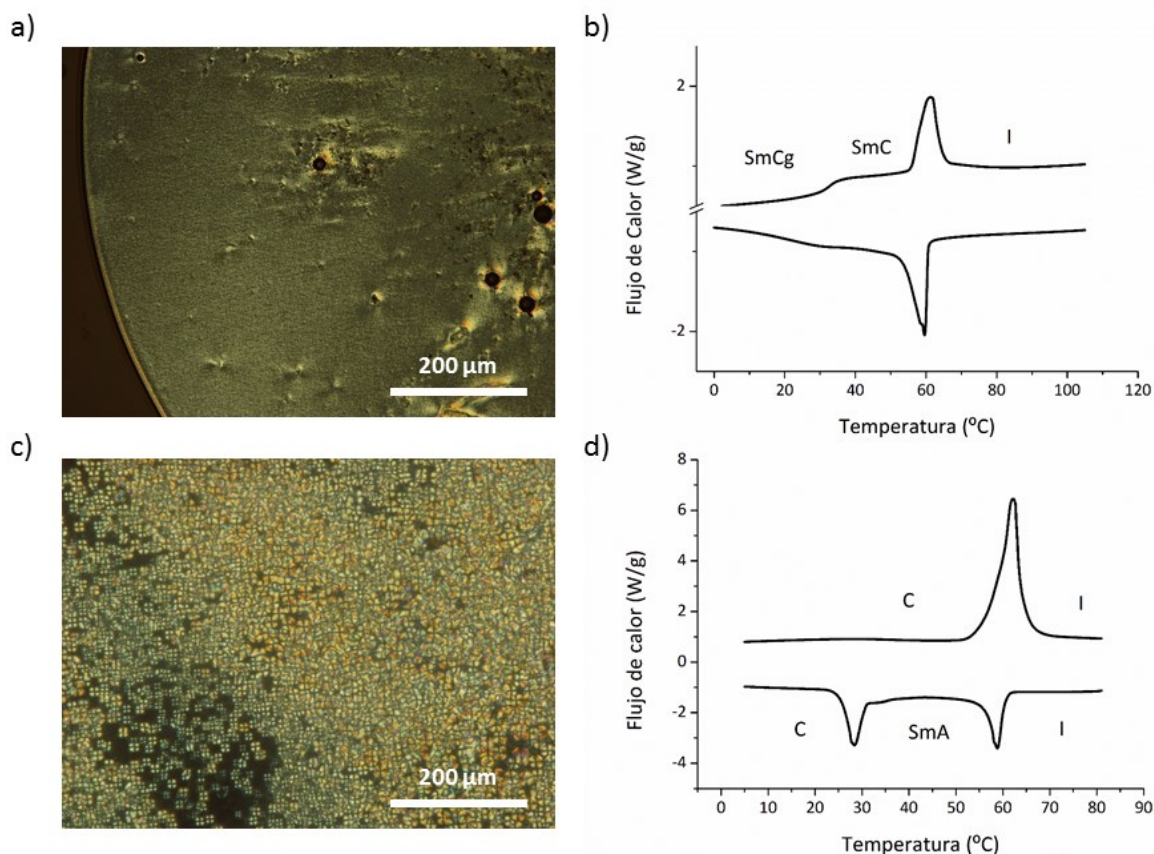 a)
200 µm
b)
Flujo de Calor (W/g)
2
-2
SmCg
SmC
I
0 20 40 60 80 100 120
Temperatura (ºC)
c)
200 µm
d)
Flujo de calor (W/g)
8
6
4
2
0
-2
-4
C
I
C
SmA
I
0 10 20 30 40 50 60 70 80 90
Temperatura (ºC)